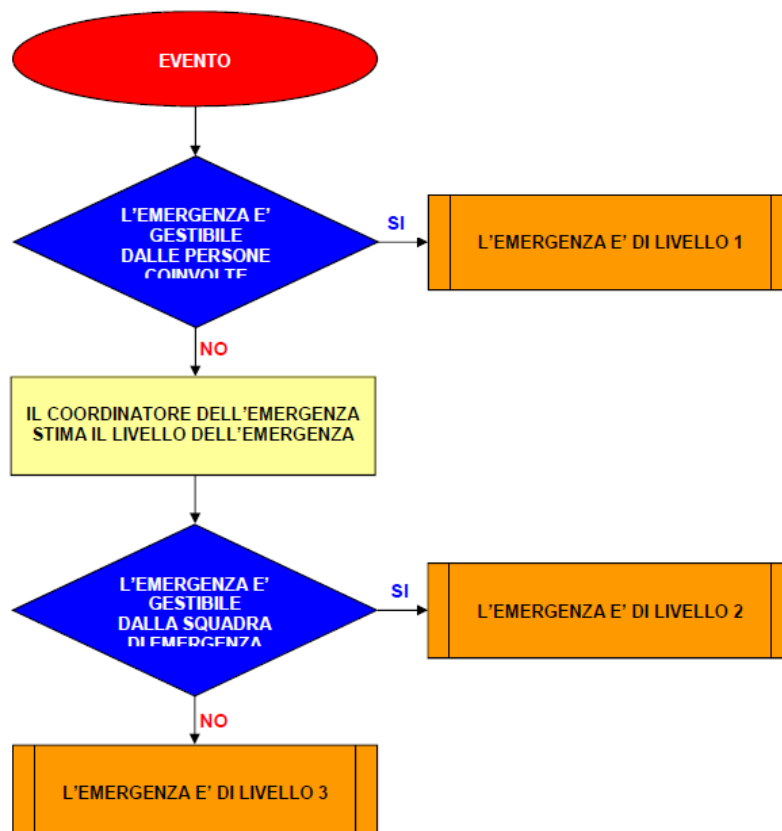 EVENTO
L'EMERGENZA E'
GESTIBILE
DALLE PERSONE
COINVOLTE
SI
L'EMERGENZA E' DI LIVELLO 1
NO
IL COORDINATORE DELL'EMERGENZA
STIMA IL LIVELLO DELL'EMERGENZA
L'EMERGENZA E'
GESTIBILE
DALLA SQUADRA
DI EMERGENZA
SI
L'EMERGENZA E' DI LIVELLO 2
NO
L'EMERGENZA E' DI LIVELLO 3